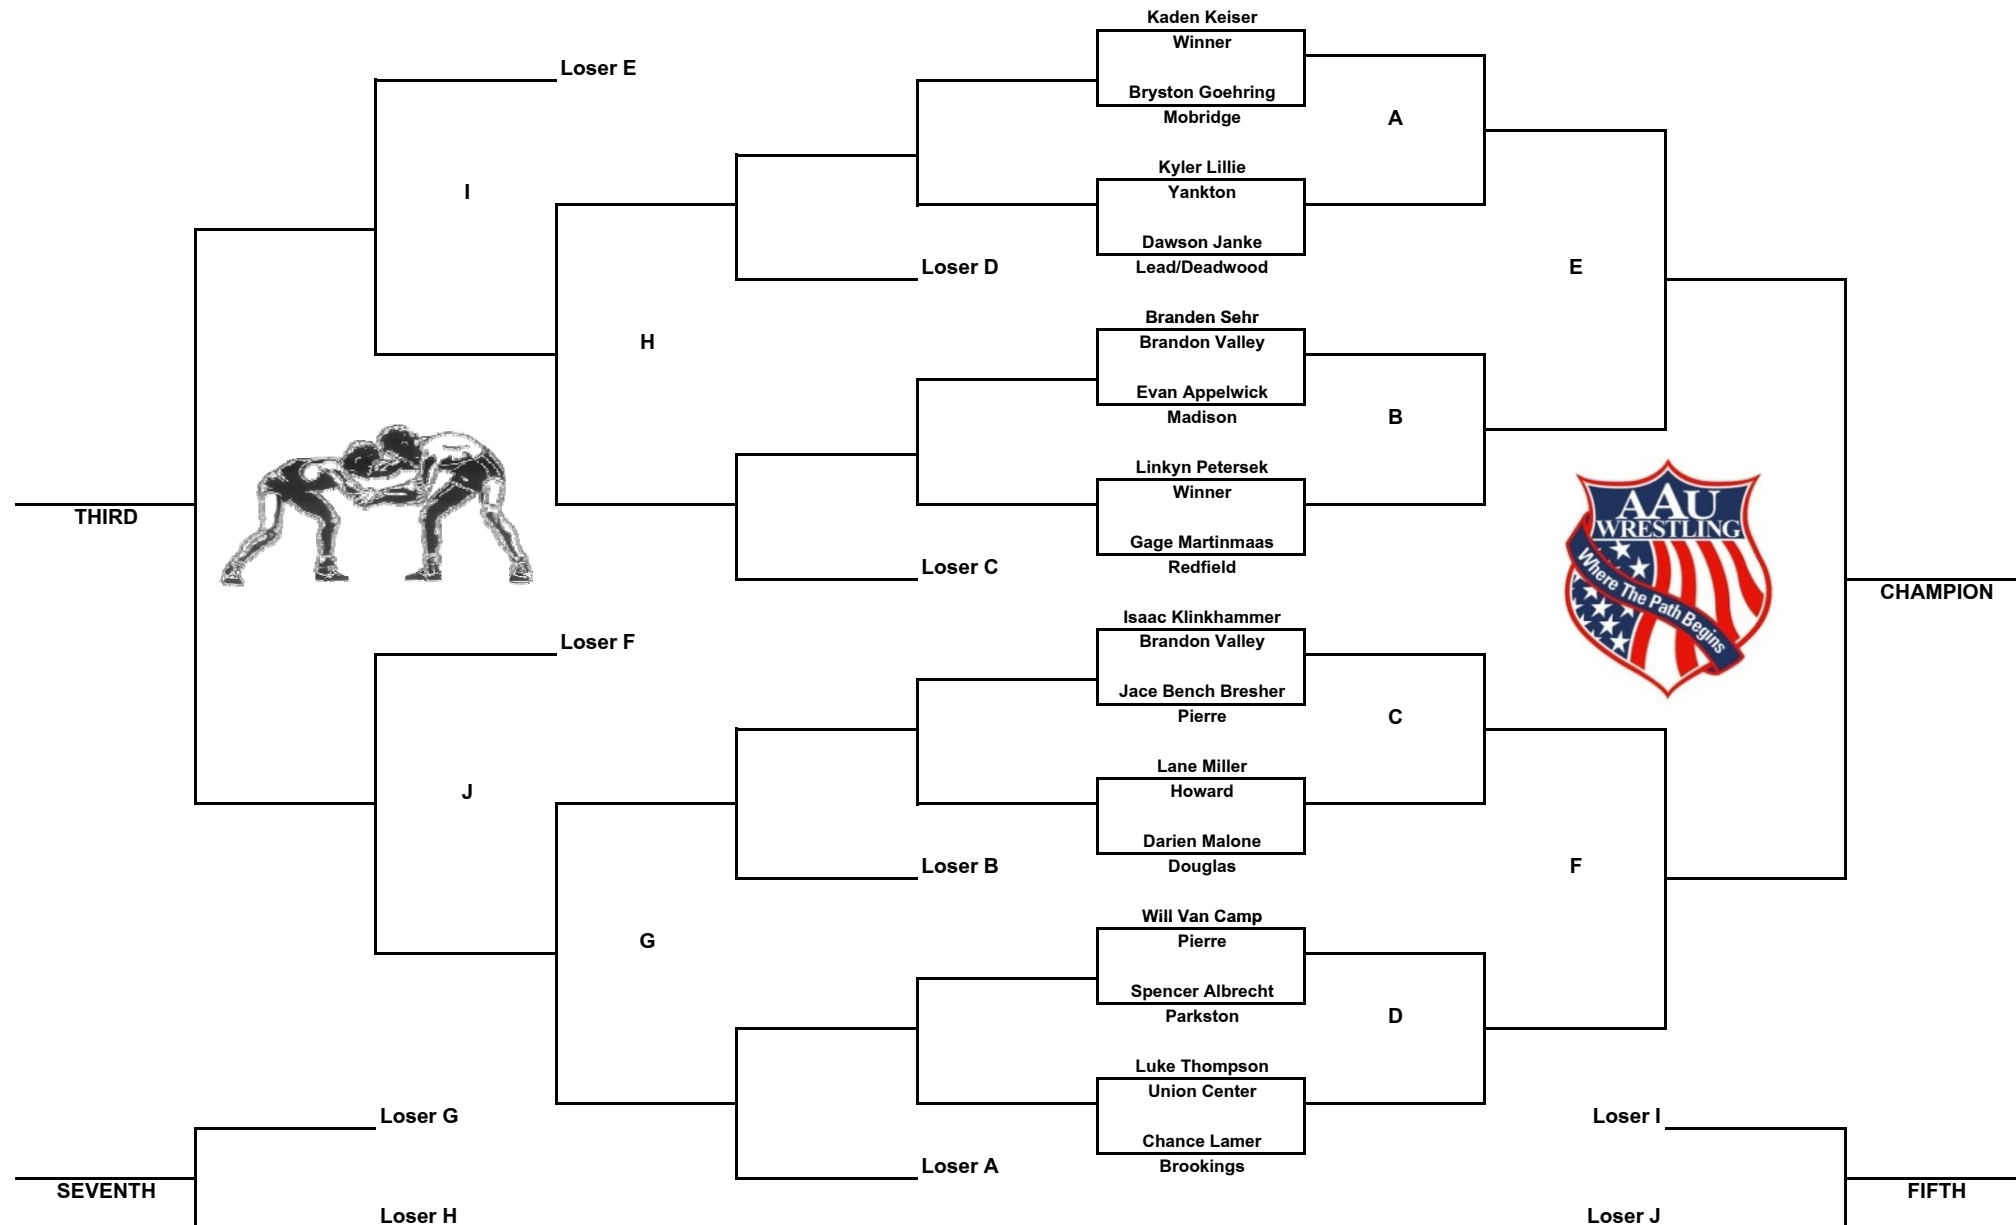 Kaden Keiser
Winner
Loser E
Bryston Goehring
Mobridge
A
Kyler Lillie
Yankton
I
Dawson Janke
Lead/Deadwood
Loser D
E
Branden Sehr
Brandon Valley
H
Evan Appelwick
Madison
B
Linkyn Petersek
Winner
THIRD
Gage Martinmaas
Redfield
Loser C
AAU
WRESTLING
Where The Path Begins
CHAMPION
Isaac Klinkhammer
Brandon Valley
Loser F
Jace Bench Bresher
Pierre
C
Lane Miller
Howard
J
Darien Malone
Douglas
Loser B
F
Will Van Camp
Pierre
G
Spencer Albrecht
Parkston
D
Luke Thompson
Union Center
Loser G
Loser I
Chance Lamer
Brookings
Loser A
SEVENTH
FIFTH
Loser H
Loser J